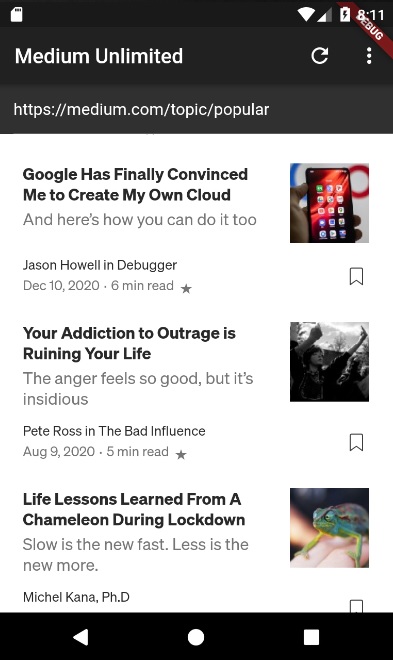 8:11
DEBUG
Medium Unlimited
https://medium.com/topic/popular
Google Has Finally Convinced
Me to Create My Own Cloud
And here’s how you can do it too
Jason Howell in Debugger
Dec 10, 2020 · 6 min read ★
Your Addiction to Outrage is
Ruining Your Life
The anger feels so good, but it’s
insidious
Pete Ross in The Bad Influence
Aug 9, 2020 · 5 min read ★
Life Lessons Learned From A
Chameleon During Lockdown
Slow is the new fast. Less is the
new more.
Michel Kana, Ph.D